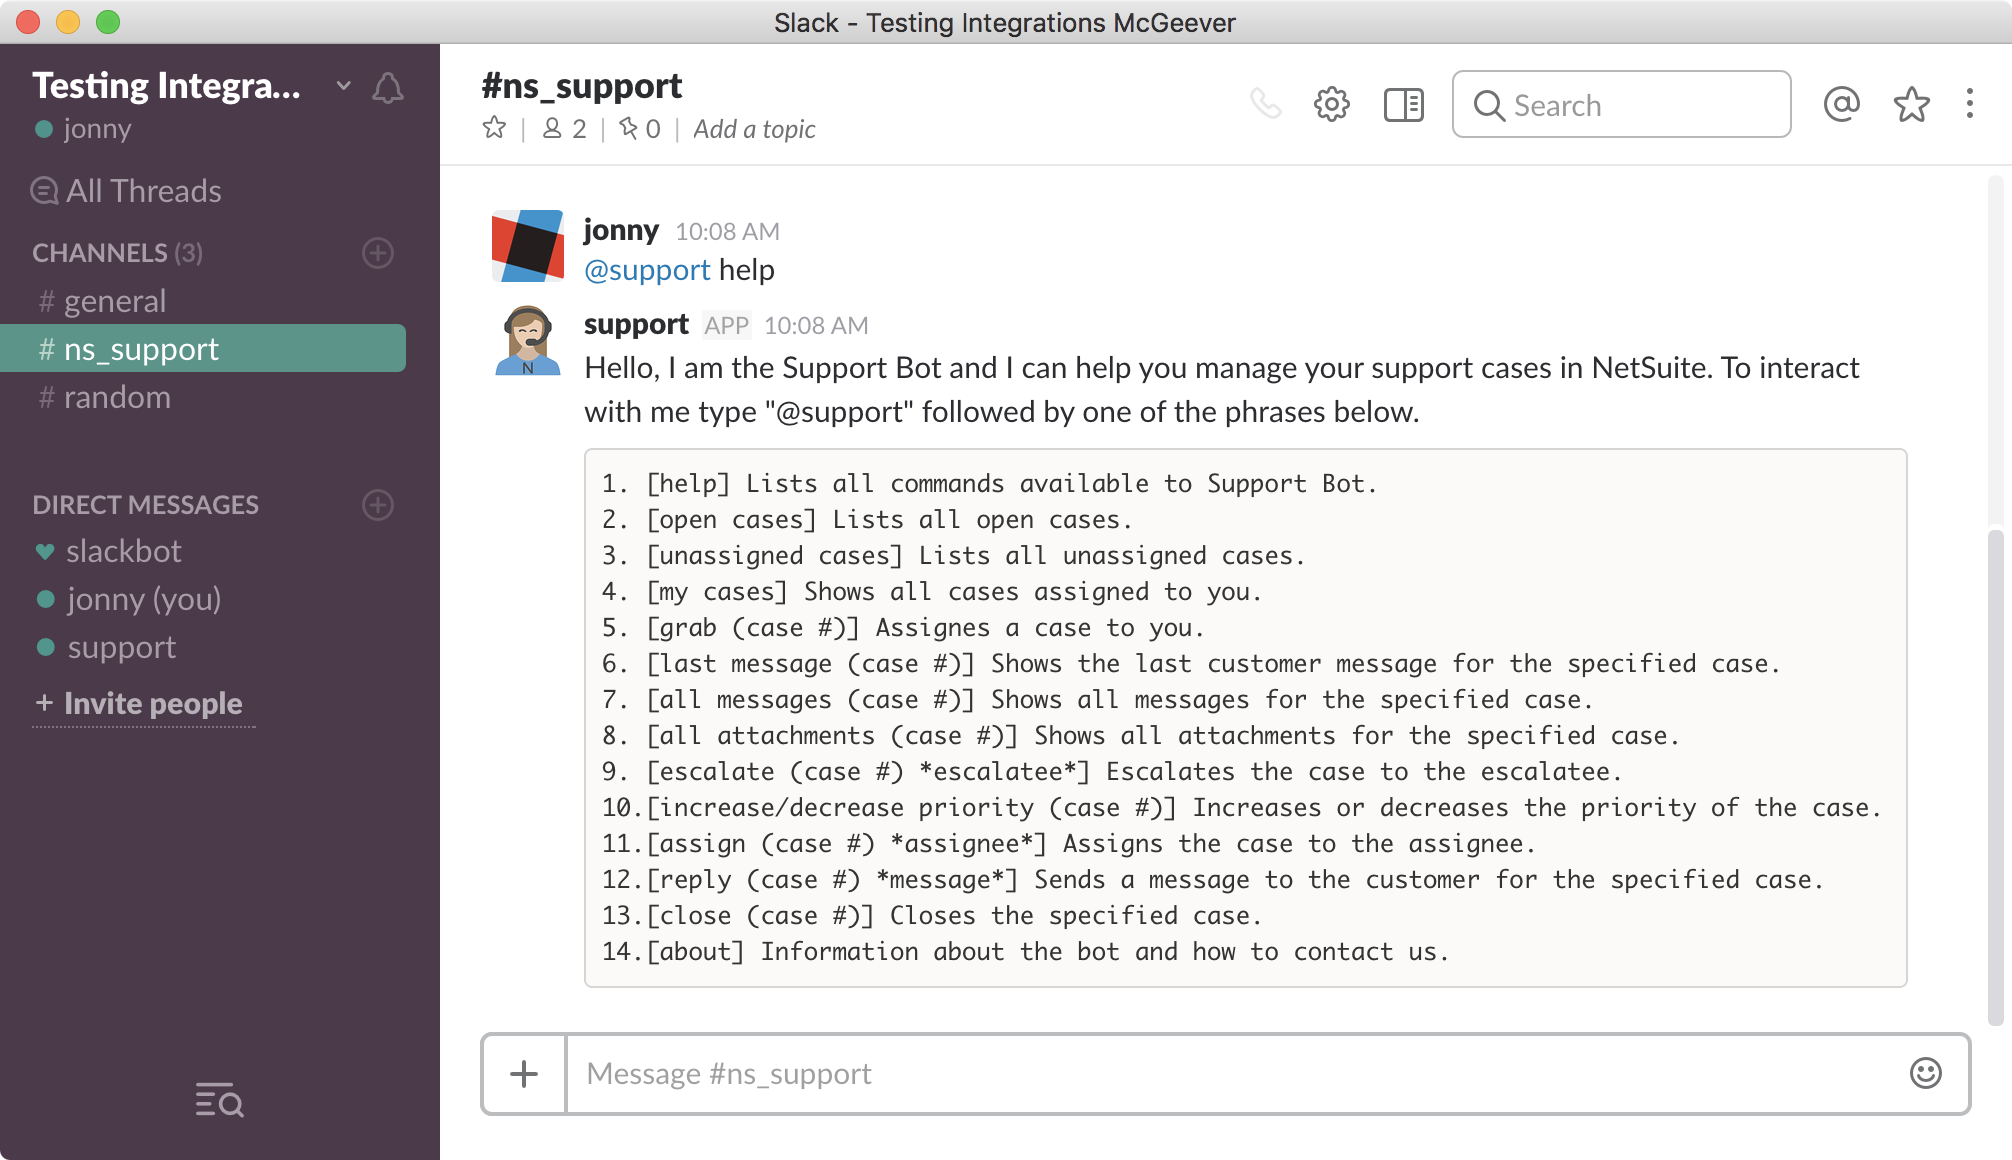 Slack - Testing Integrations McGeever
Testing Integra...
jonny
All Threads
CHANNELS (3)
# general
# ns_support
# random
DIRECT MESSAGES
slackbot
jonny (you)
support
+ Invite people
#ns_support
2 | 0 | Add a topic
Search
jonny 10:08 AM
@support help
support APP 10:08 AM
Hello, I am the Support Bot and I can help you manage your support cases in NetSuite. To interact
with me type "@support" followed by one of the phrases below.
1. [help] Lists all commands available to Support Bot.
2. [open cases] Lists all open cases.
3. [unassigned cases] Lists all unassigned cases.
4. [my cases] Shows all cases assigned to you.
5. [grab (case #)] Assignes a case to you.
6. [last message (case #)] Shows the last customer message for the specified case.
7. [all messages (case #)] Shows all messages for the specified case.
8. [all attachments (case #)] Shows all attachments for the specified case.
9. [escalate (case #) *escalatee*] Escalates the case to the escalatee.
10.[increase/decrease priority (case #)] Increases or decreases the priority of the case.
11.[assign (case #) *assignee*] Assigns the case to the assignee.
12.[reply (case #) *message*] Sends a message to the customer for the specified case.
13.[close (case #)] Closes the specified case.
14.[about] Information about the bot and how to contact us.
N
Message #ns_support